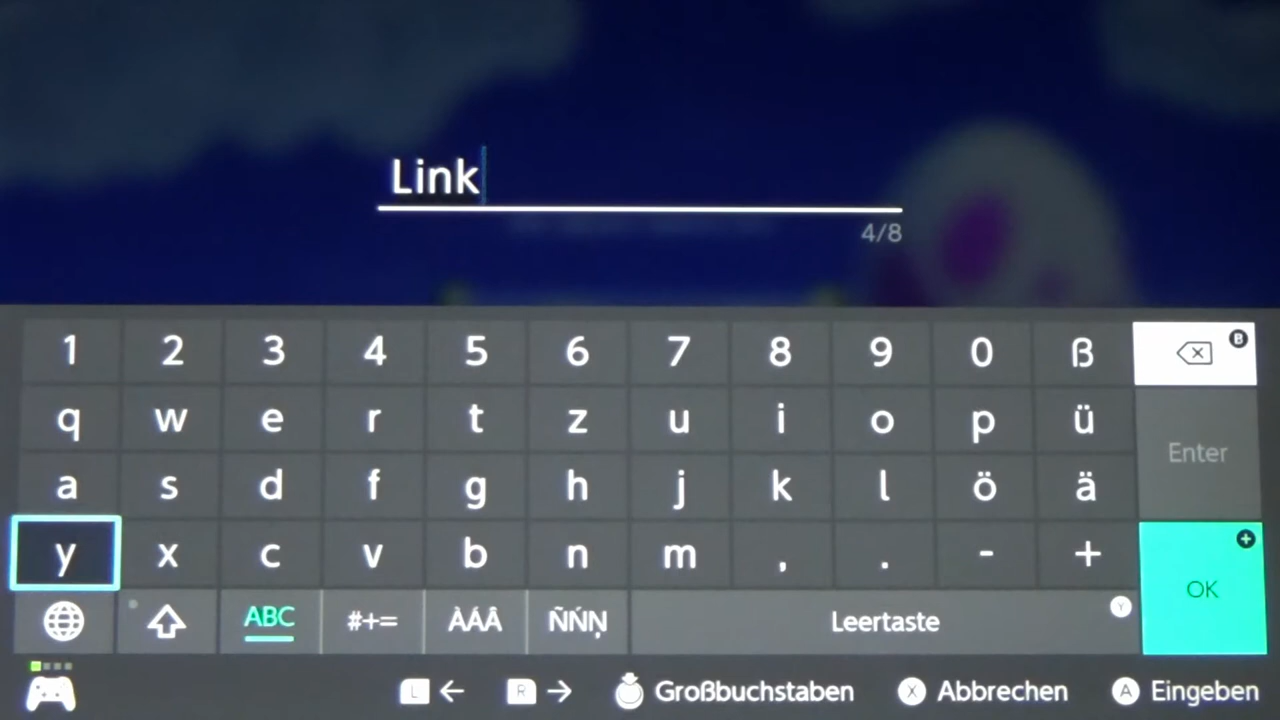 Link
4/8
1 2 3 4 5 6 7 8 9 0 ß B
q w e r t z u i o p ü
Enter
a s d f g h j k l ö ä
y x c v b n m , . - +
OK
ABC #+= ÀÁÂ ÑŃŅ Leertaste Y
L ← R → Großbuchstaben X Abbrechen A Eingeben